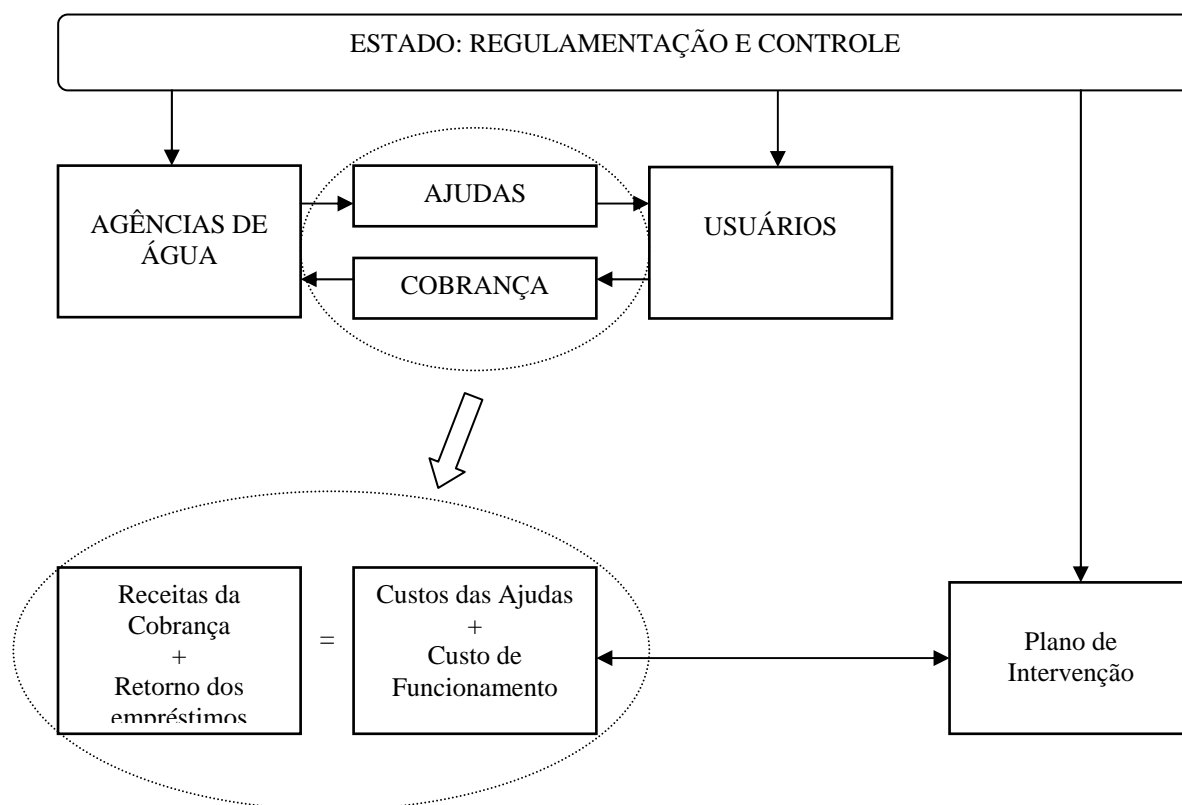 ESTADO: REGULAMENTAÇÃO E CONTROLE
AGÊNCIAS DE
ÁGUA
AJUDAS
COBRANÇA
USUÁRIOS
Receitas da
Cobrança
+
Retorno dos
empréstimos
=
Custos das Ajudas
+
Custo de
Funcionamento
Plano de
Intervenção